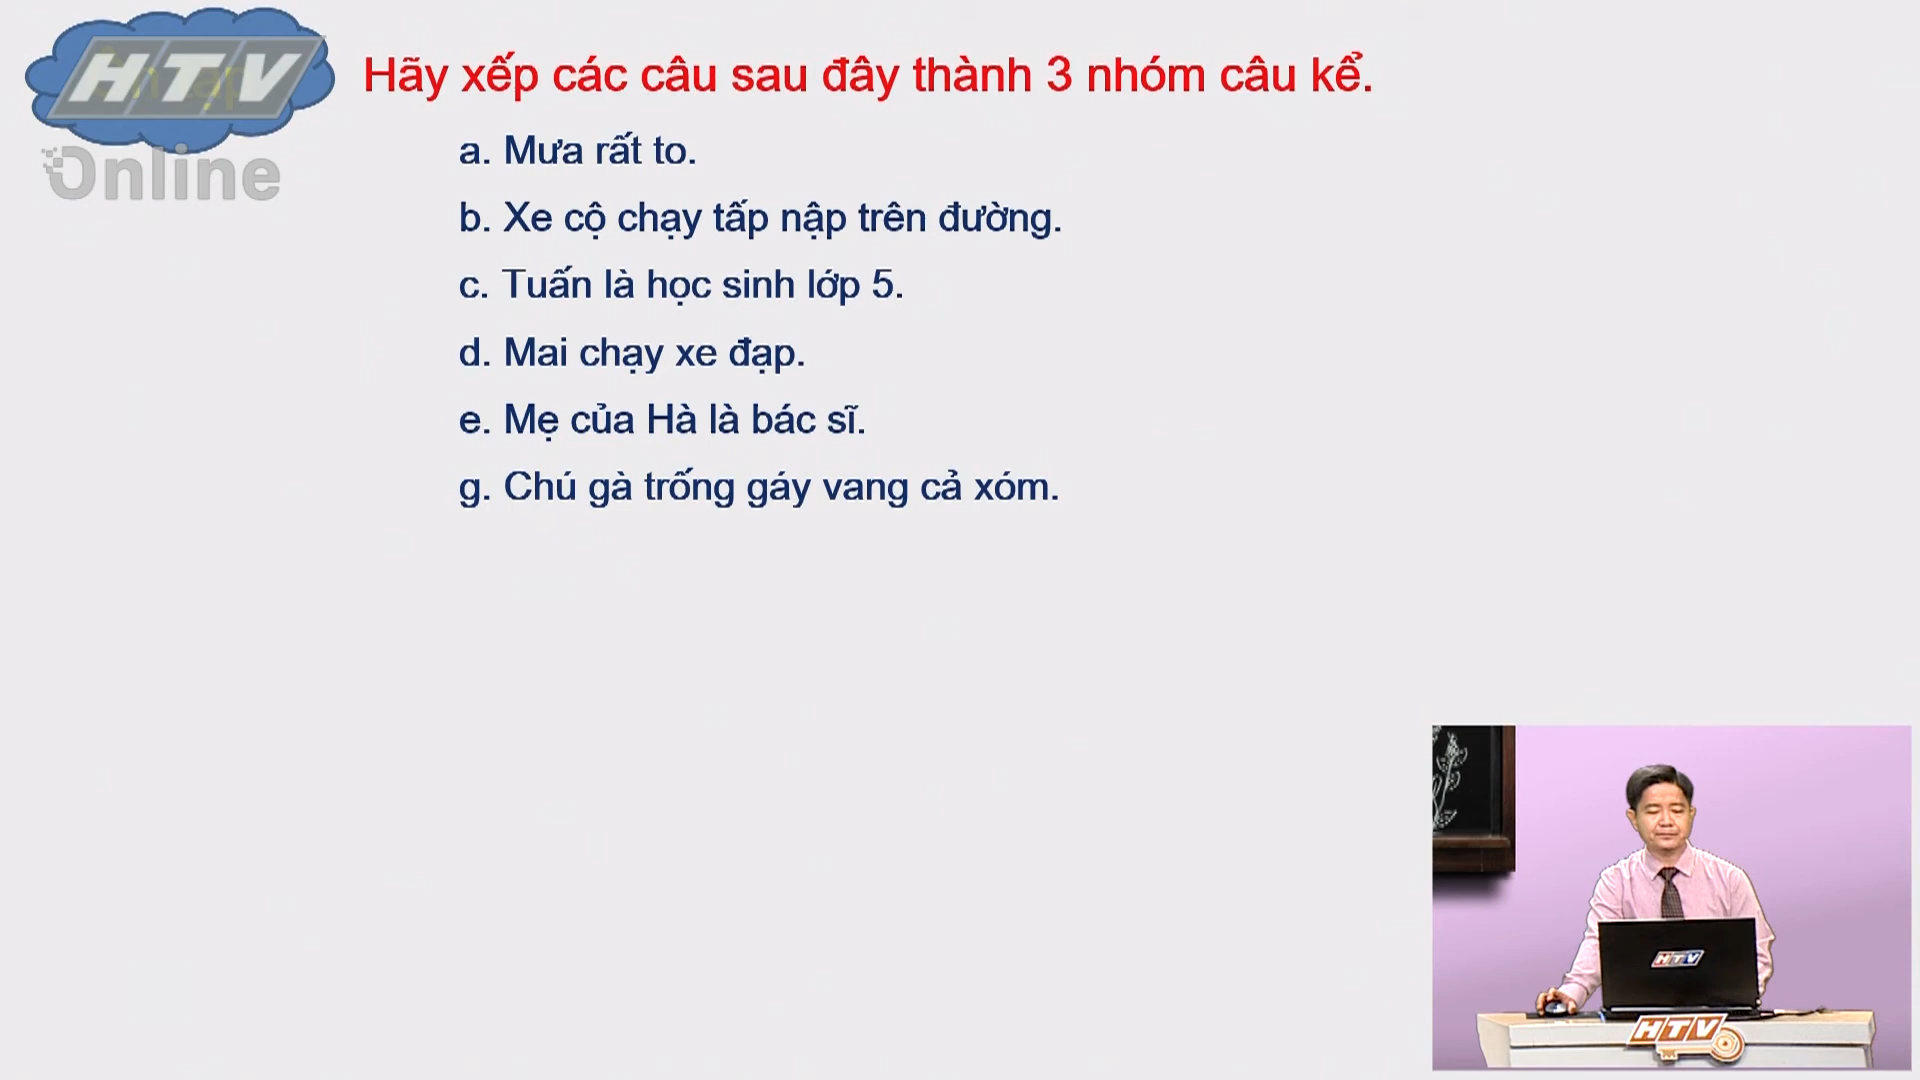 HTV
Online
Hãy xếp các câu sau đây thành 3 nhóm câu kể.
a. Mưa rất to.
b. Xe cộ chạy tấp nập trên đường.
c. Tuấn là học sinh lớp 5.
d. Mai chạy xe đạp.
e. Mẹ của Hà là bác sĩ.
g. Chú gà trống gáy vang cả xóm.
HTV
HTV